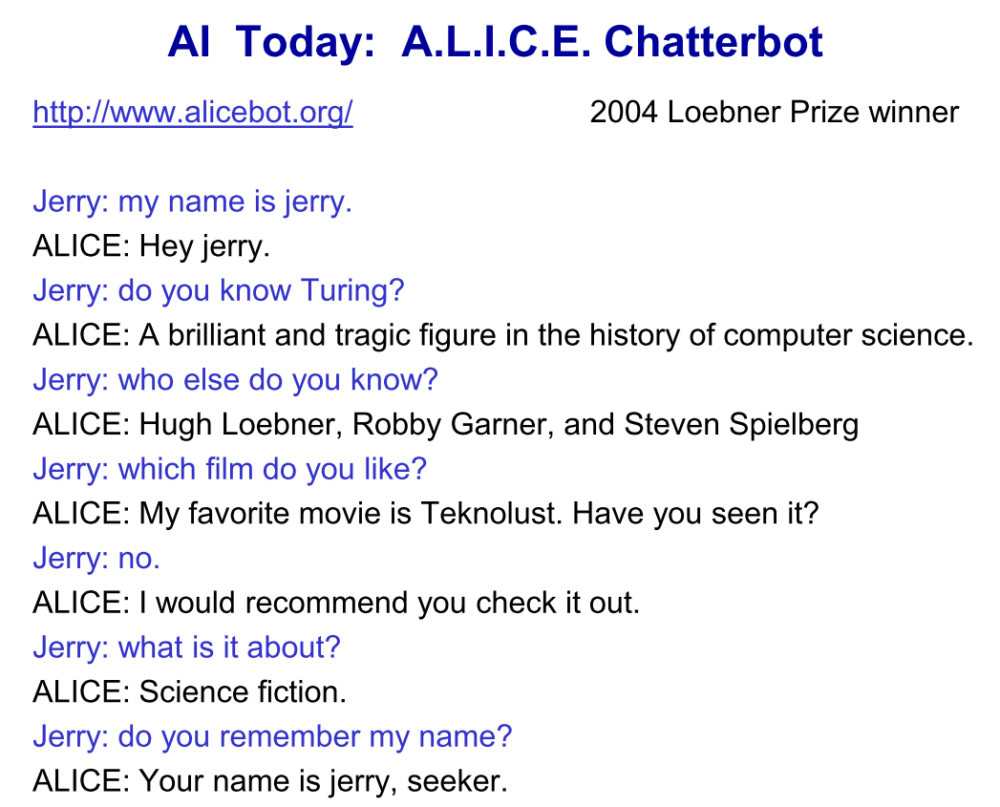 AI Today: A.L.I.C.E. Chatterbot
http://www.alicebot.org/ 2004 Loebner Prize winner
Jerry: my name is jerry.
ALICE: Hey jerry.
Jerry: do you know Turing?
ALICE: A brilliant and tragic figure in the history of computer science.
Jerry: who else do you know?
ALICE: Hugh Loebner, Robby Garner, and Steven Spielberg
Jerry: which film do you like?
ALICE: My favorite movie is Teknolust. Have you seen it?
Jerry: no.
ALICE: I would recommend you check it out.
Jerry: what is it about?
ALICE: Science fiction.
Jerry: do you remember my name?
ALICE: Your name is jerry, seeker.